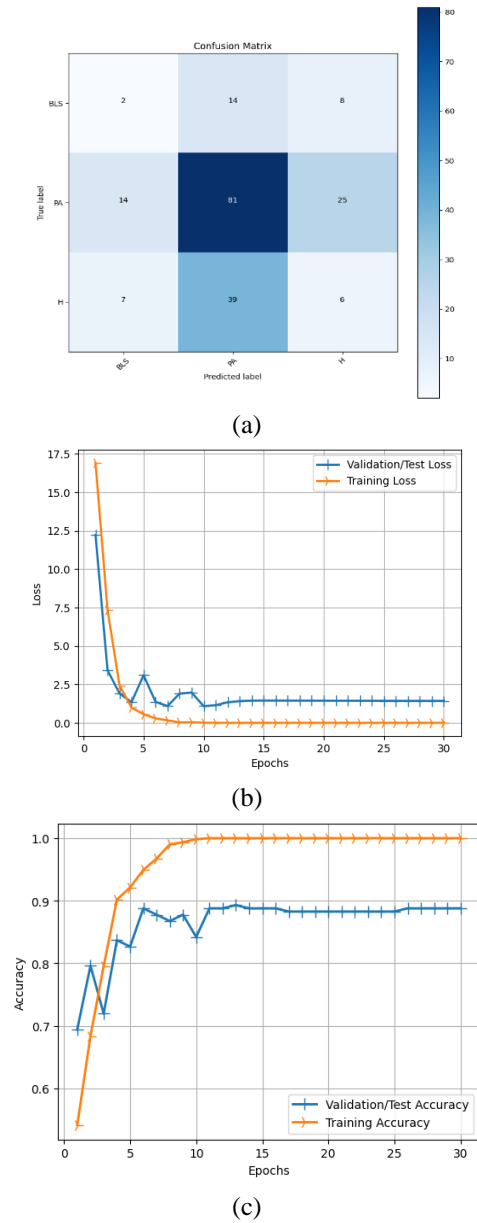 Confusion Matrix
80
70
60
50
40
30
20
10
True label
BLS
PA
H
2 14 8
14 81 25
7 39 6
BLS PA H
Predicted label
(a)
17.5
15.0
12.5
10.0
7.5
5.0
2.5
0.0
Loss
Validation/Test Loss
Training Loss
0 5 10 15 20 25 30
Epochs
(b)
1.0
0.9
0.8
0.7
0.6
Accuracy
Validation/Test Accuracy
Training Accuracy
0 5 10 15 20 25 30
Epochs
(c)